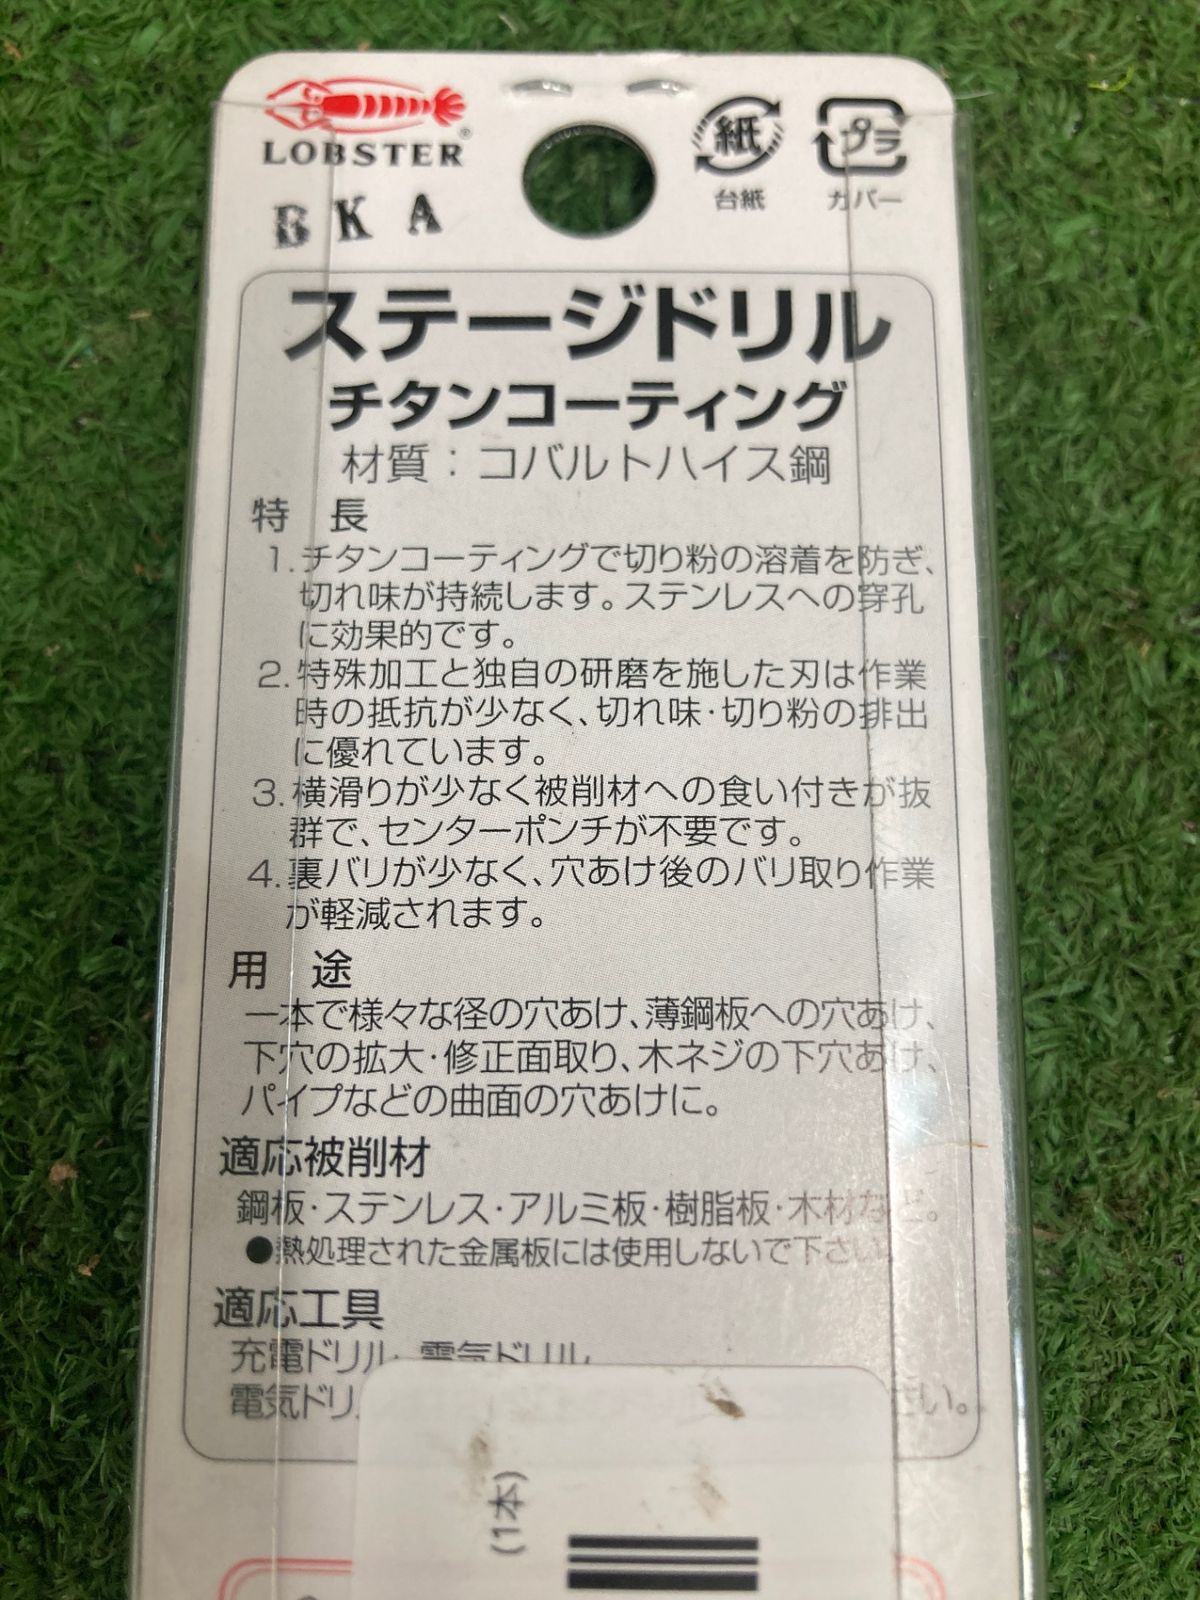 LOBSTER®
紙
プラ
台紙
カバー
BKA
ステージドリル
チタンコーティング
材質：コバルトハイス鋼
特　長
1.チタンコーティングで切り粉の溶着を防ぎ、
切れ味が持続します。ステンレスへの穿孔
に効果的です。
2.特殊加工と独自の研磨を施した刃は作業
時の抵抗が少なく、切れ味・切り粉の排出
に優れています。
3.横滑りが少なく被削材への食い付きが抜
群で、センターポンチが不要です。
4.裏バリが少なく、穴あけ後のバリ取り作業
が軽減されます。
用　途
一本で様々な径の穴あけ、薄鋼板への穴あけ、
下穴の拡大・修正面取り、木ネジの下穴あけ、
パイプなどの曲面の穴あけに。
適応被削材
鋼板・ステンレス・アルミ板・樹脂板・木材など。
●熱処理された金属板には使用しないで下さい
適応工具
充電ドリル・電気ドリル
電気ドリ
さい。
(1本)